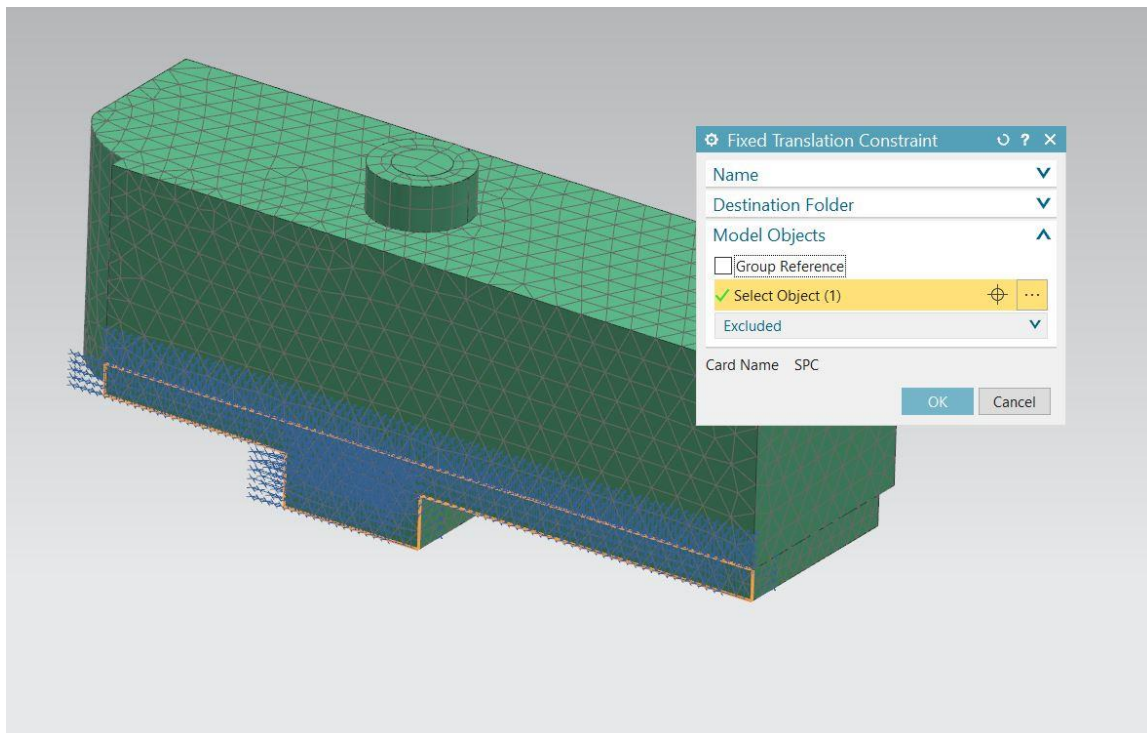 Fixed Translation Constraint
Name
Destination Folder
Model Objects
Group Reference
Select Object (1)
Excluded
Card Name SPC
OK Cancel